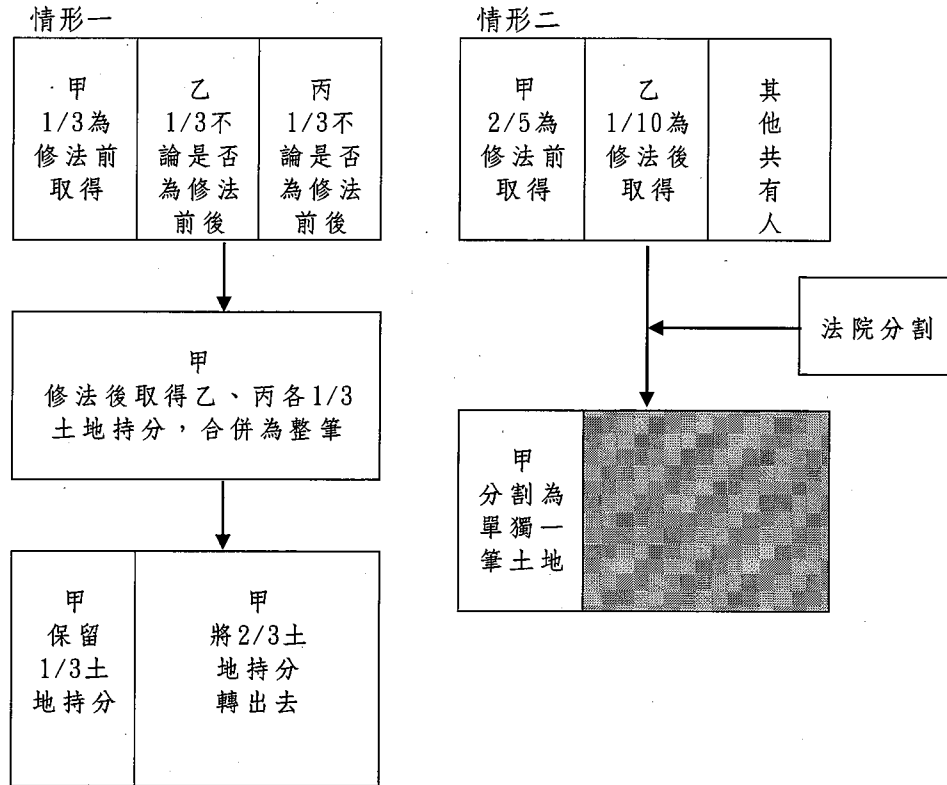 情形一
甲
1/3為
修法前
取得
乙
1/3不
論是否
為修法
前後
丙
1/3不
論是否
為修法
前後
甲
修法後取得乙、丙各1/3
土地持分，合併為整筆
甲
保留
1/3土
地持分
甲
將2/3土
地持分
轉出去
情形二
甲
2/5為
修法前
取得
乙
1/10為
修法後
取得
其
他
共
有
人
法院分割
甲
分割為
單獨一
筆土地